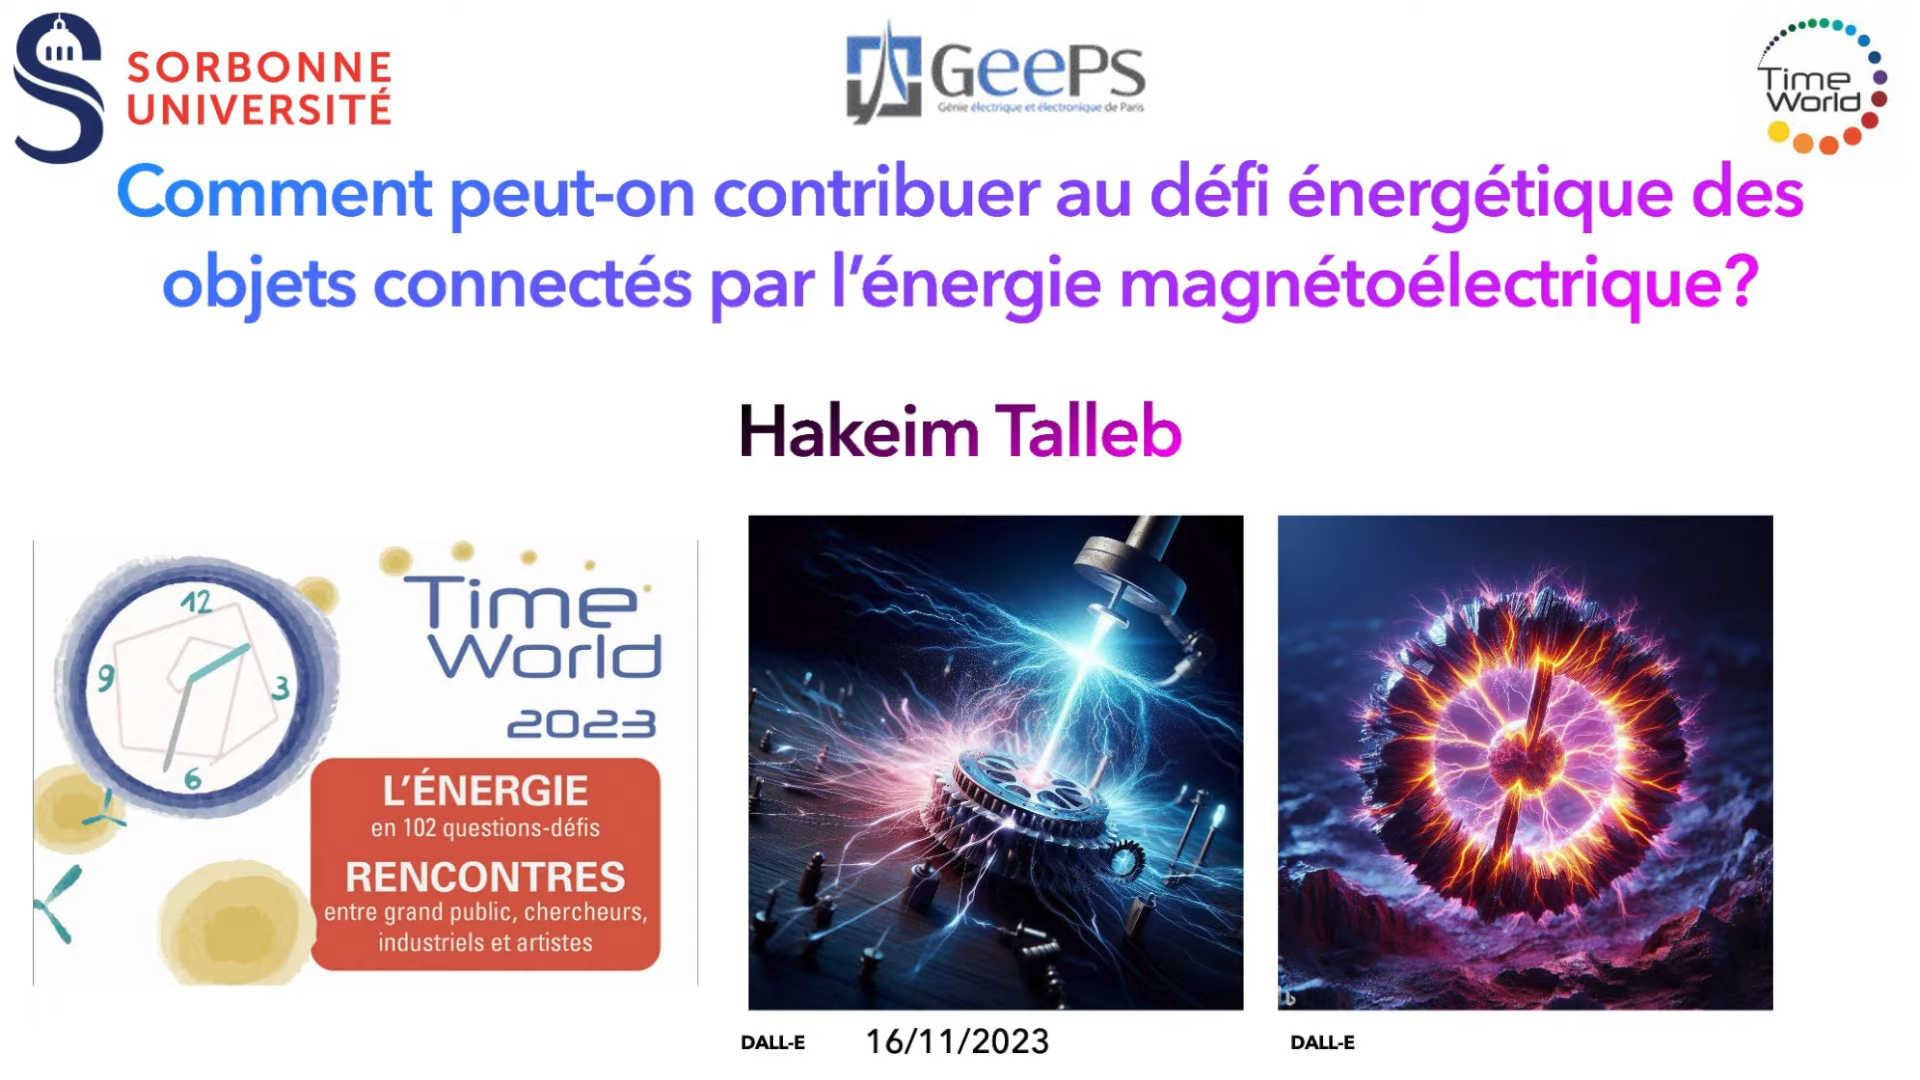 SORBONNE
UNIVERSITÉ
GeePs
Génie électrique et électronique de Paris
Time
World
Comment peut-on contribuer au défi énergétique des
objets connectés par l'énergie magnétoélectrique?
Hakeim Talleb
12
3
6
9
Time
World
2023
L'ÉNERGIE
en 102 questions-défis
RENCONTRES
entre grand public, chercheurs,
industriels et artistes
DALL-E
16/11/2023
DALL-E